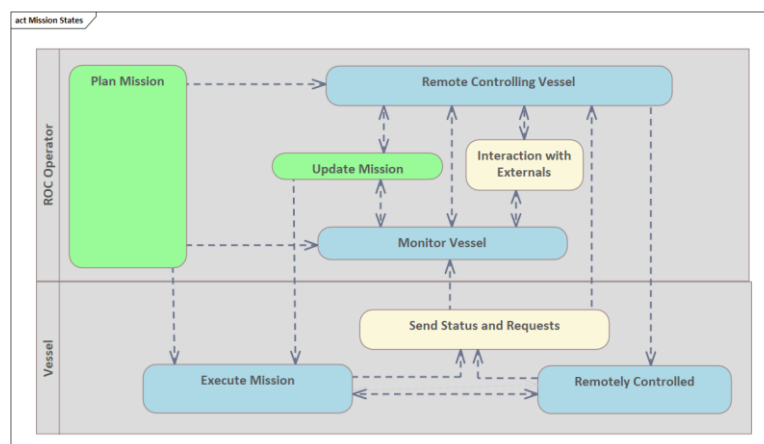 act Mission States
ROC Operator
Plan Mission
Remote Controlling Vessel
Update Mission
Interaction with
Externals
Monitor Vessel
Vessel
Send Status and Requests
Execute Mission
Remotely Controlled